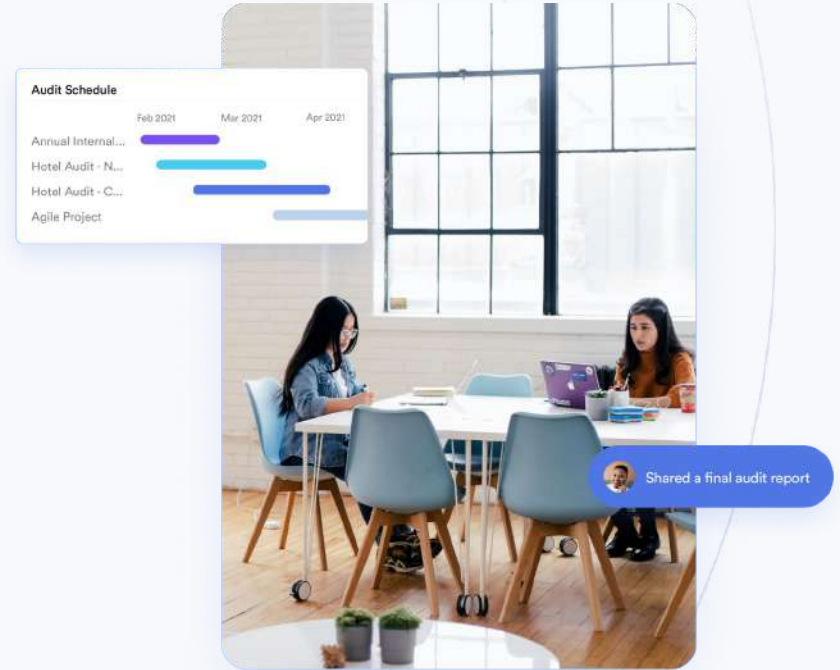 Audit Schedule
Feb 2021 Mar 2021 Apr 2021
Annual Internal...
Hotel Audit - N...
Hotel Audit - C...
Agile Project
Shared a final audit report